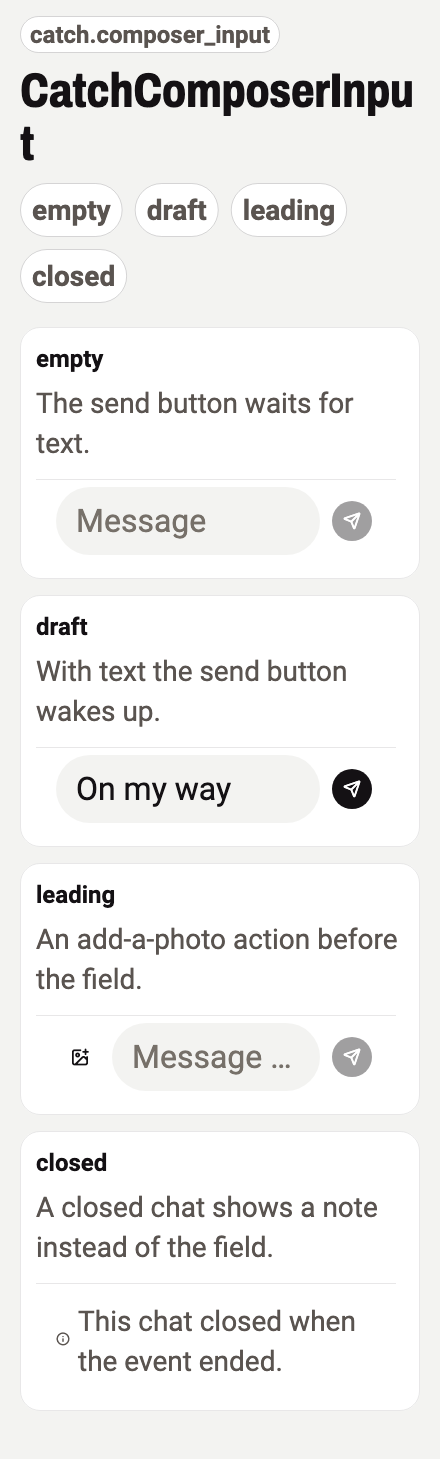 catch.composer_input
CatchComposerInpu
t
empty draft leading
closed
empty
The send button waits for
text.
Message
draft
With text the send button
wakes up.
On my way
leading
An add-a-photo action before
the field.
Message ...
closed
A closed chat shows a note
instead of the field.
This chat closed when
the event ended.